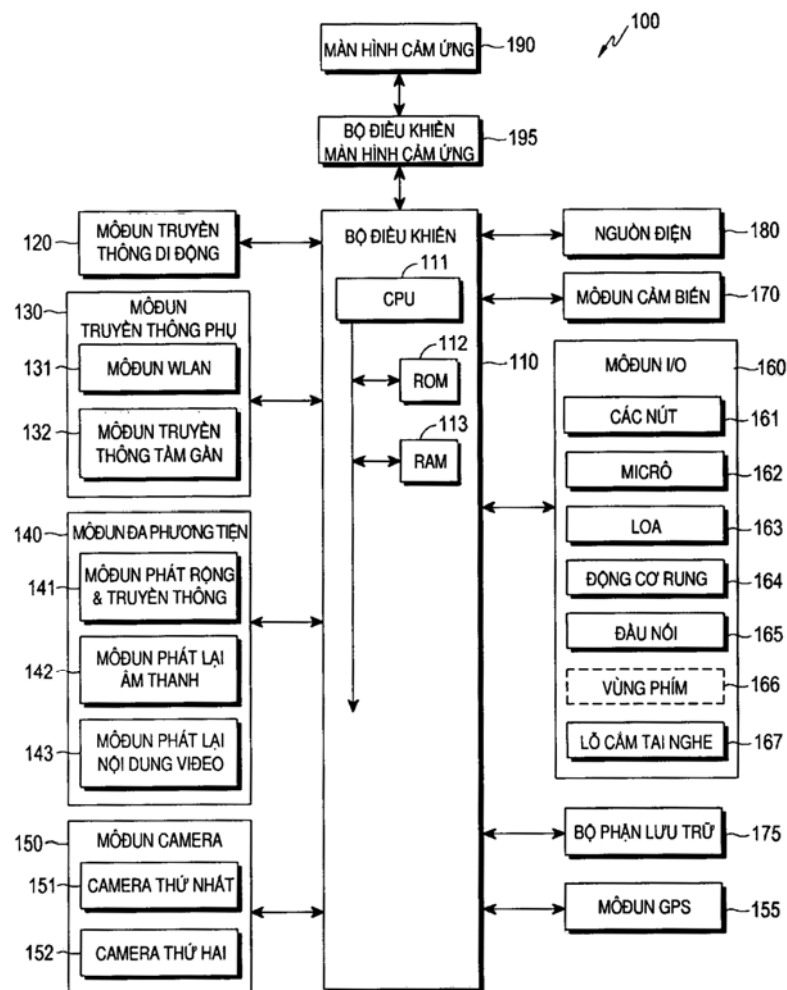 100
MÀN HÌNH CẢM ỨNG
190
BỘ ĐIỀU KHIỂN
MÀN HÌNH CẢM ỨNG
195
120
MÔĐUN TRUYỀN
THÔNG DI ĐỘNG
130
MÔĐUN
TRUYỀN THÔNG PHỤ
131
MÔĐUN WLAN
132
MÔĐUN TRUYỀN
THÔNG TẦM GẦN
140
MÔĐUN ĐA PHƯƠNG TIỆN
141
MÔĐUN PHÁT RỘNG
& TRUYỀN THÔNG
142
MÔĐUN PHÁT LẠI
ÂM THANH
143
MÔĐUN PHÁT LẠI
NỘI DUNG VIĐEO
150
MÔĐUN CAMERA
151
CAMERA THỨ NHẤT
152
CAMERA THỨ HAI
BỘ ĐIỀU KHIỂN
111
CPU
112
ROM
113
RAM
110
NGUỒN ĐIỆN
180
MÔĐUN CẢM BIẾN
170
MÔĐUN I/O
160
CÁC NÚT
161
MICRÔ
162
LOA
163
ĐỘNG CƠ RUNG
164
ĐẦU NỐI
165
VÙNG PHÍM
166
LỖ CẮM TAI NGHE
167
BỘ PHẬN LƯU TRỮ
175
MÔĐUN GPS
155